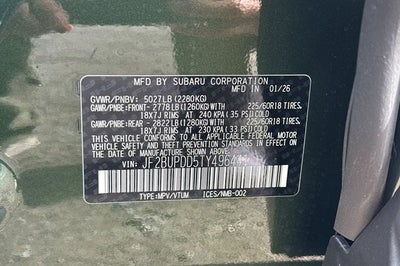 MFD BY SUBARU CORPORATION
IN 01/26
GVWR/PNBV: 5027LB (2280KG)
GAWR/PNBE:FRONT- 2778LB(1260KG)WITH 225/60R18 TIRES,
18X7J RIMS AT 240 KPA(35 PSI)COLD
GAWR/PNBE:REAR -2822LB(1280KG)WITH 225/60R18 TIRES,
18X7J RIMS AT 230 KPA(33 PSI)COLD
THIS VEHICLE CONFORMS TO ALL APPLICABLE FEDERAL MOTOR
VEHICLE SAFETY AND THEFT PREVENTION STANDARDS IN EFFECT
ON THE DATE OF MANUFACTURE SHOWN ABOVE.
TYPE:MPV/VTUM ICES/NMB-002